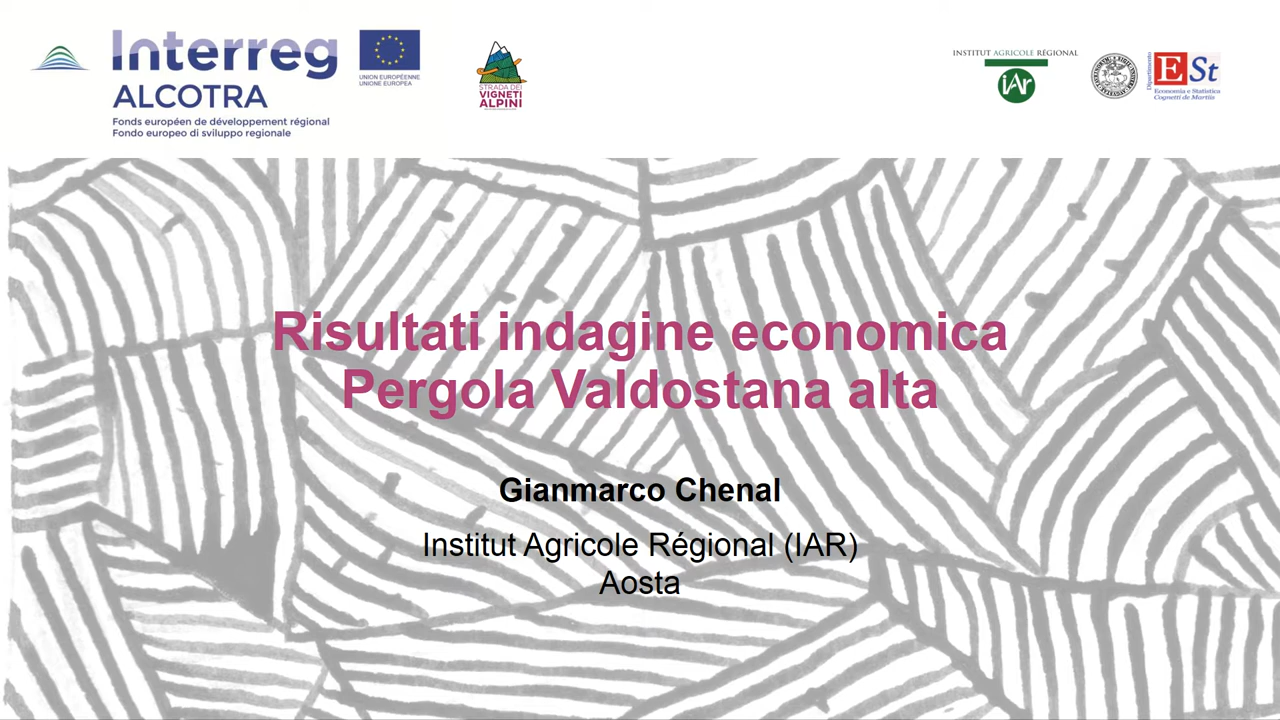 Interreg
ALCOTRA
Fonds européen de développement régional
Fondo europeo di sviluppo regionale
UNION EUROPÉENNE
UNIONE EUROPEA
STRADA DEI
VIGNETI
ALPINI
INSTITUT AGRICOLE RÉGIONAL
iAr
Dipartimento
ESt
Economia e Statistica
Cognetti de Martiis
Risultati indagine economica
Pergola Valdostana alta
Gianmarco Chenal
Institut Agricole Régional (IAR)
Aosta